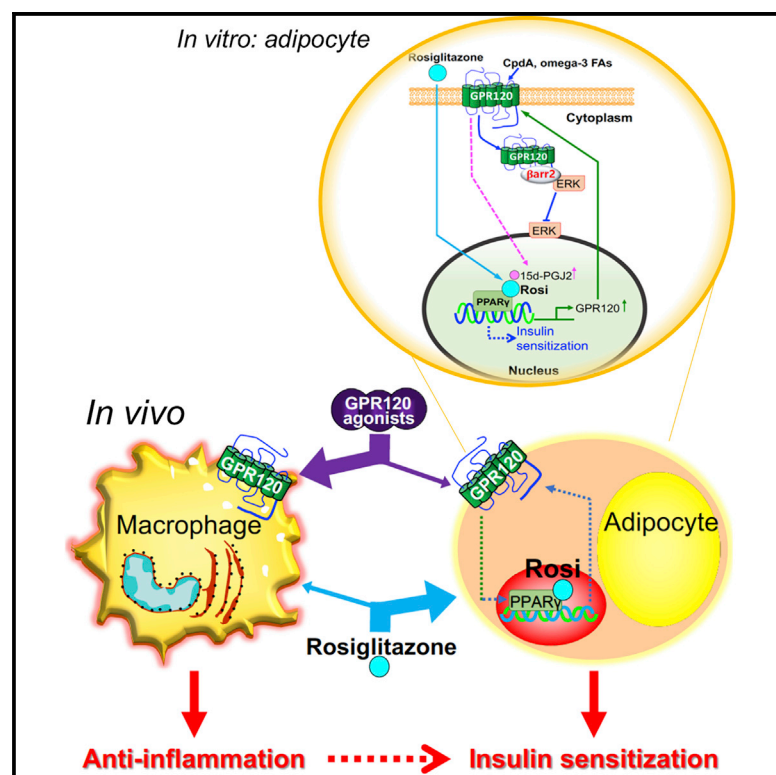 In vitro: adipocyte
Rosiglitazone
CpdA, omega-3 FAs
GPR120
Cytoplasm
GPR120
βarr2
ERK
ERK
15d-PGJ2↑
Rosi
PPARγ
GPR120↑
Insulin
sensitization
Nucleus
In vivo
GPR120
agonists
GPR120
GPR120
Macrophage
Adipocyte
Rosi
PPARγ
Rosiglitazone
Anti-inflammation
Insulin sensitization